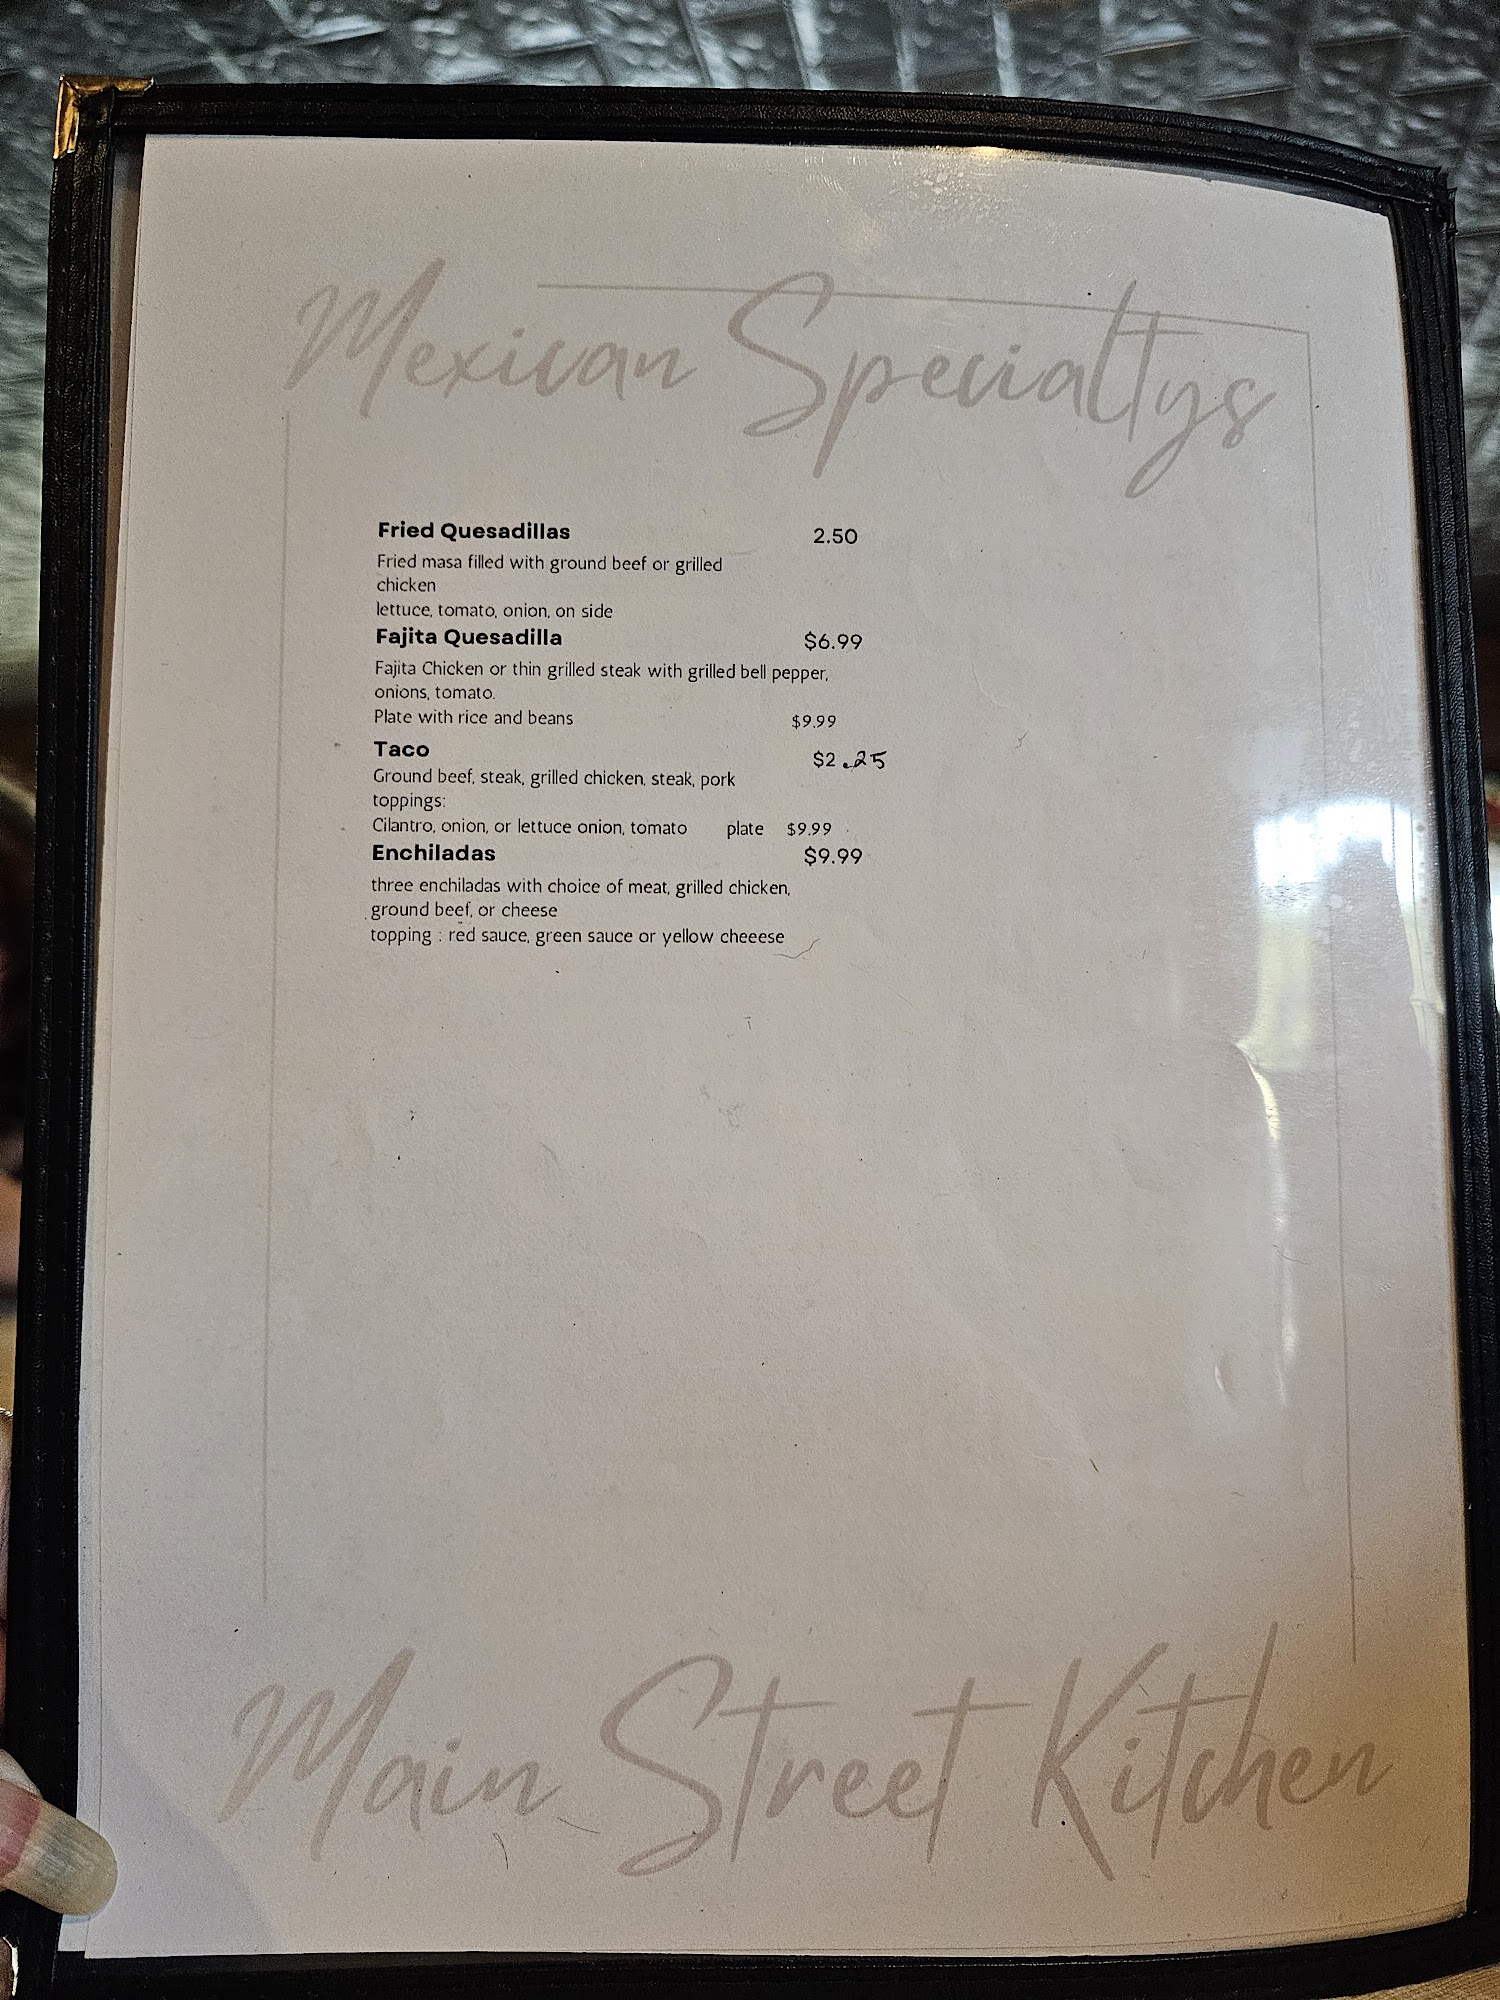 Mexican Specialtys
Fried Quesadillas 2.50
Fried masa filled with ground beef or grilled
chicken
lettuce, tomato, onion, on side
Fajita Quesadilla $6.99
Fajita Chicken or thin grilled steak with grilled bell pepper,
onions, tomato.
Plate with rice and beans $9.99
Taco $2.25
Ground beef, steak, grilled chicken, steak, pork
toppings:
Cilantro, onion, or lettuce onion, tomato plate $9.99
Enchiladas $9.99
three enchiladas with choice of meat, grilled chicken,
ground beef, or cheese
topping : red sauce, green sauce or yellow cheeese
Main Street Kitchen